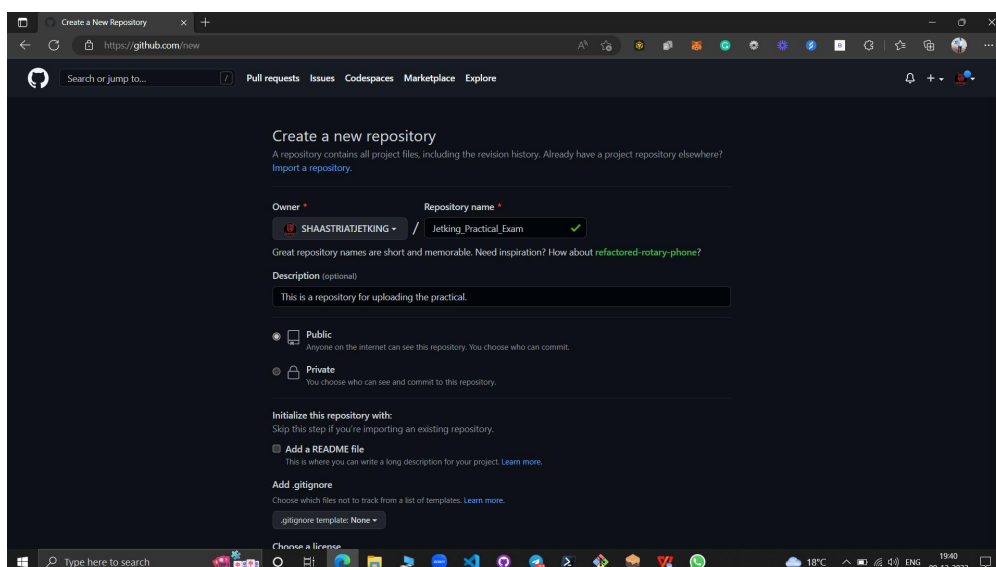 Create a New Repository
https://github.com/new
Search or jump to... / Pull requests Issues Codespaces Marketplace Explore
Create a new repository
A repository contains all project files, including the revision history. Already have a project repository elsewhere?
Import a repository.
Owner * Repository name *
SHAASTRIATJETKING / Jetking_Practical_Exam
Great repository names are short and memorable. Need inspiration? How about refactored-rotary-phone?
Description (optional)
This is a repository for uploading the practical.
Public
Anyone on the internet can see this repository. You choose who can commit.
Private
You choose who can see and commit to this repository.
Initialize this repository with:
Skip this step if you're importing an existing repository.
Add a README file
This is where you can write a long description for your project. Learn more.
Add .gitignore
Choose which files not to track from a list of templates. Learn more.
.gitignore template: None
Choose a license
19:40
Type here to search 18°C ENG